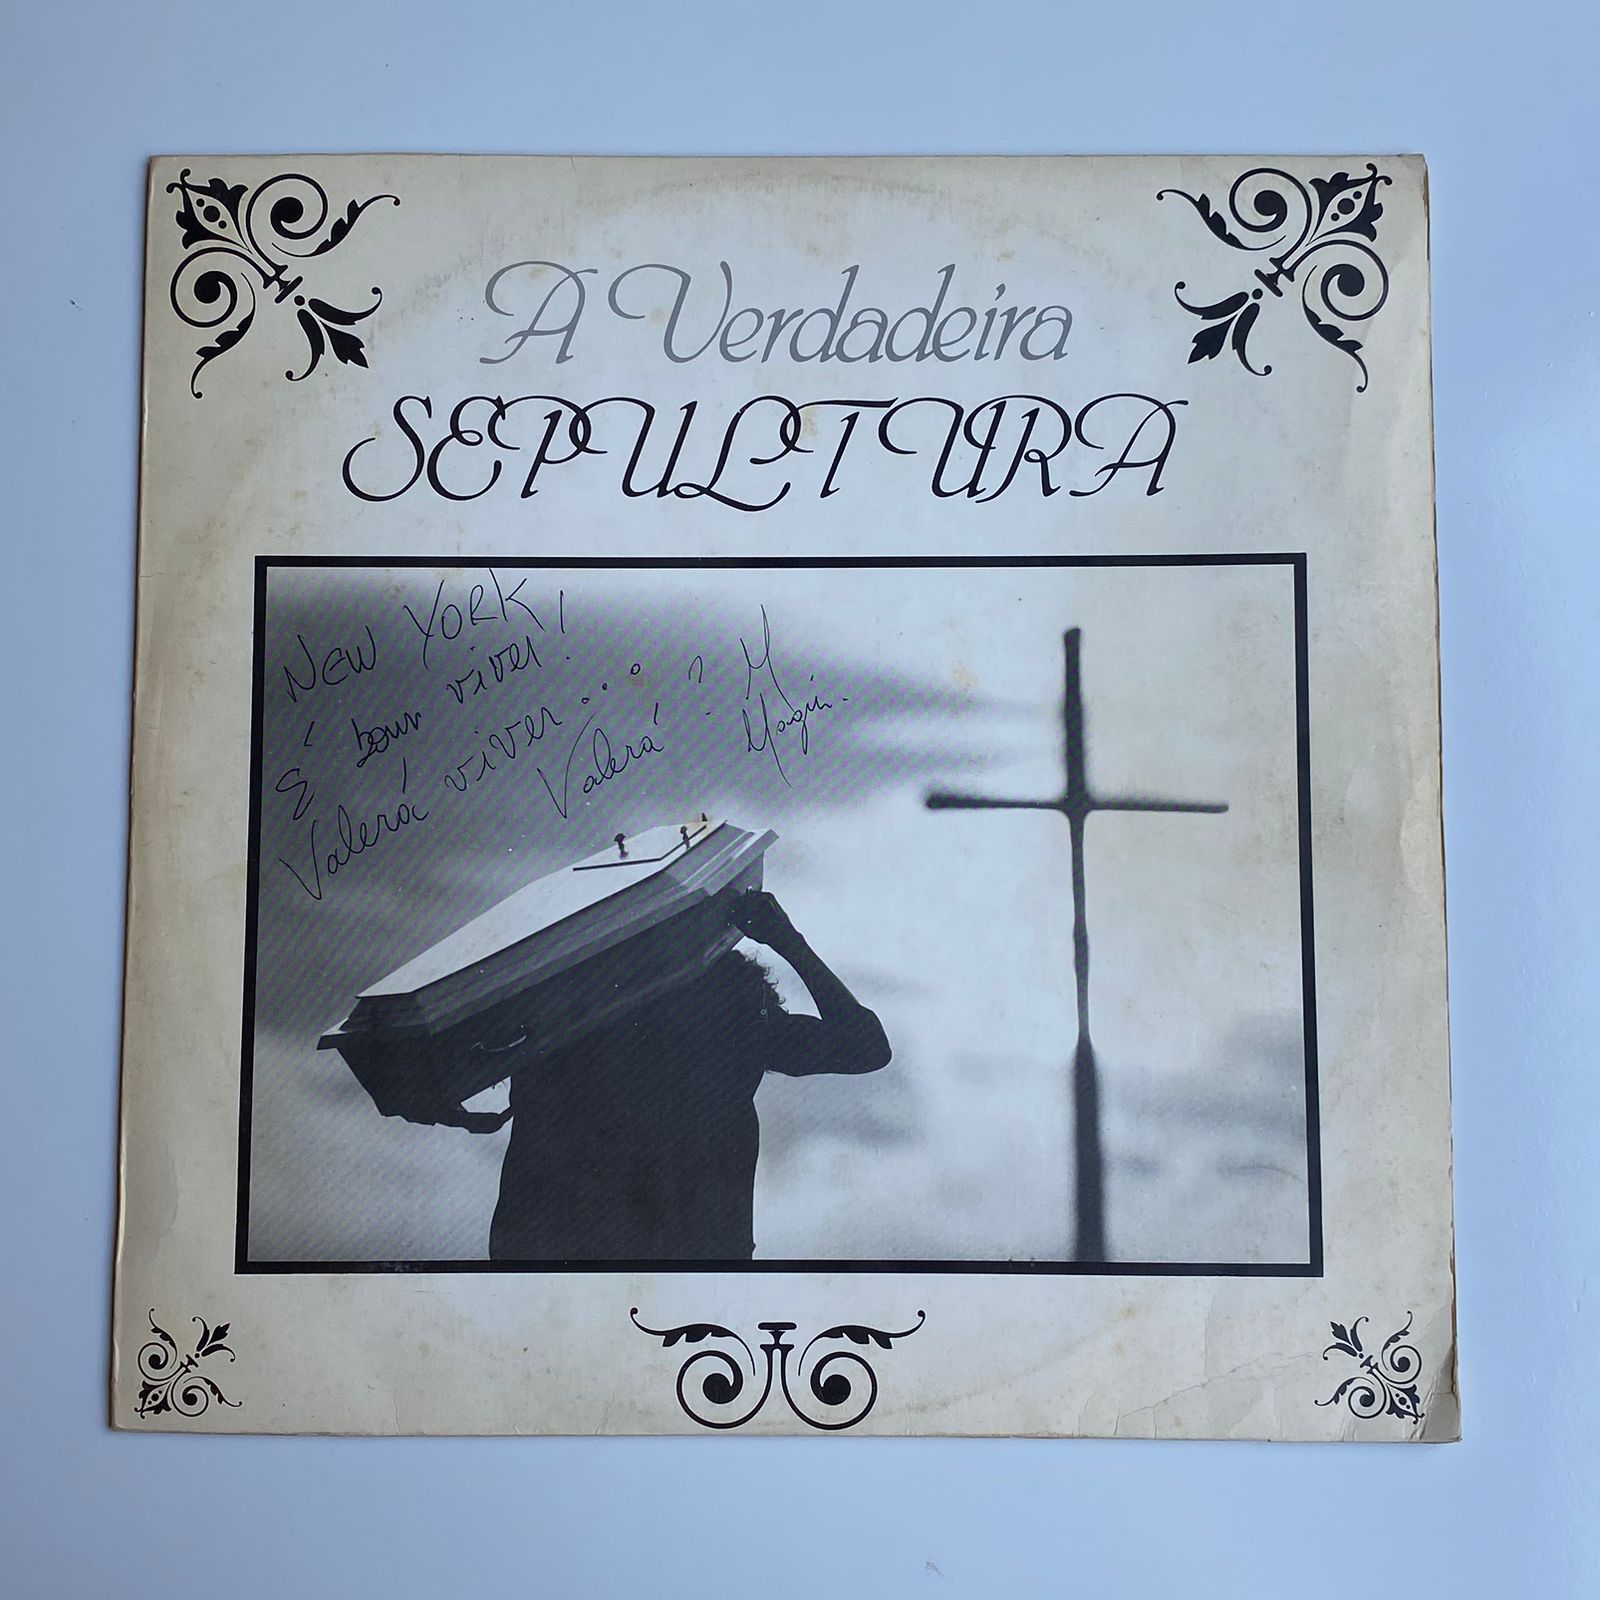 A Verdadeira
SEPULTURA
NEW YORK,
É bom viver!
Valerá viver...
Valerá?